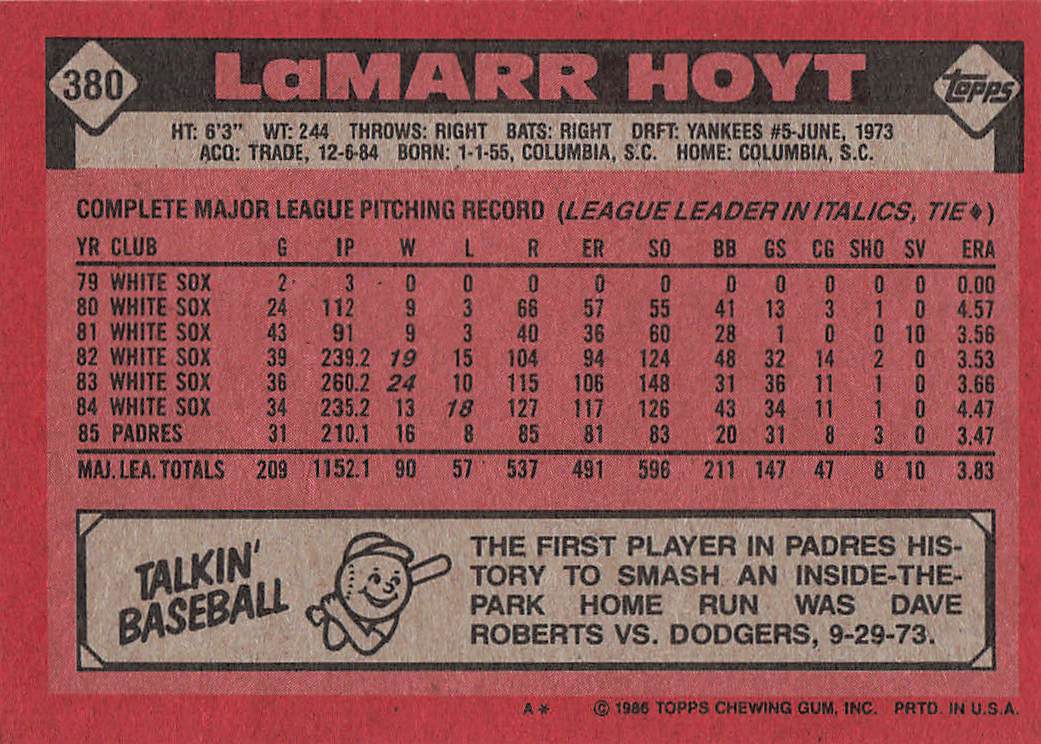 380 LaMARR HOYT topps
HT: 6'3" WT: 244 THROWS: RIGHT BATS: RIGHT DRFT: YANKEES #5-JUNE, 1973
ACQ: TRADE, 12-6-84 BORN: 1-1-55, COLUMBIA, S.C. HOME: COLUMBIA, S.C.
COMPLETE MAJOR LEAGUE PITCHING RECORD (LEAGUE LEADER IN ITALICS, TIE♦)
YR CLUB G IP W L R ER SO BB GS CG SHO SV ERA
79 WHITE SOX 2 3 0 0 0 0 0 0 0 0 0 0 0.00
80 WHITE SOX 24 112 9 3 66 57 55 41 13 3 1 0 4.57
81 WHITE SOX 43 91 9 3 40 36 60 28 1 0 0 10 3.56
82 WHITE SOX 39 239.2 19 15 104 94 124 48 32 14 2 0 3.53
83 WHITE SOX 36 260.2 24 10 115 106 148 31 36 11 1 0 3.66
84 WHITE SOX 34 235.2 13 18 127 117 126 43 34 11 1 0 4.47
85 PADRES 31 210.1 16 8 85 81 83 20 31 8 3 0 3.47
MAJ. LEA. TOTALS 209 1152.1 90 57 537 491 596 211 147 47 8 10 3.83
TALKIN'
BASEBALL
THE FIRST PLAYER IN PADRES HIS-
TORY TO SMASH AN INSIDE-THE-
PARK HOME RUN WAS DAVE
ROBERTS VS. DODGERS, 9-29-73.
A* © 1986 TOPPS CHEWING GUM, INC. PRTD. IN U.S.A.